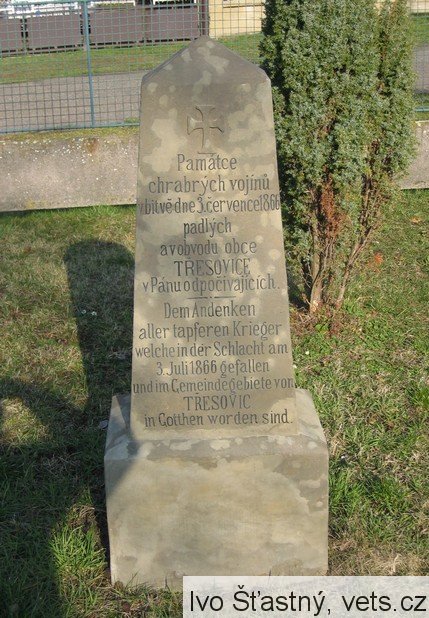 Památce
chrabrých vojínů
v bitvě dne 3. července 1866
padlých
a v obvodu obce
TŘESOVICE
v Pánu odpočívajících.
Dem Andenken
aller tapferen Krieger
welche in der Schlacht am
3. Juli 1866 gefallen
und im Gemeindegebiete von
TŘESOVIC
in Gotthen worden sind.
Ivo Šťastný, vets.cz